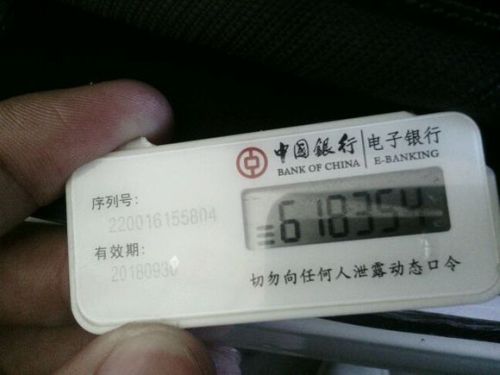 中国銀行 电子银行
BANK OF CHINA E-BANKING
序列号:
220016155804
618354
有效期:
20180930
切勿向任何人泄露动态口令